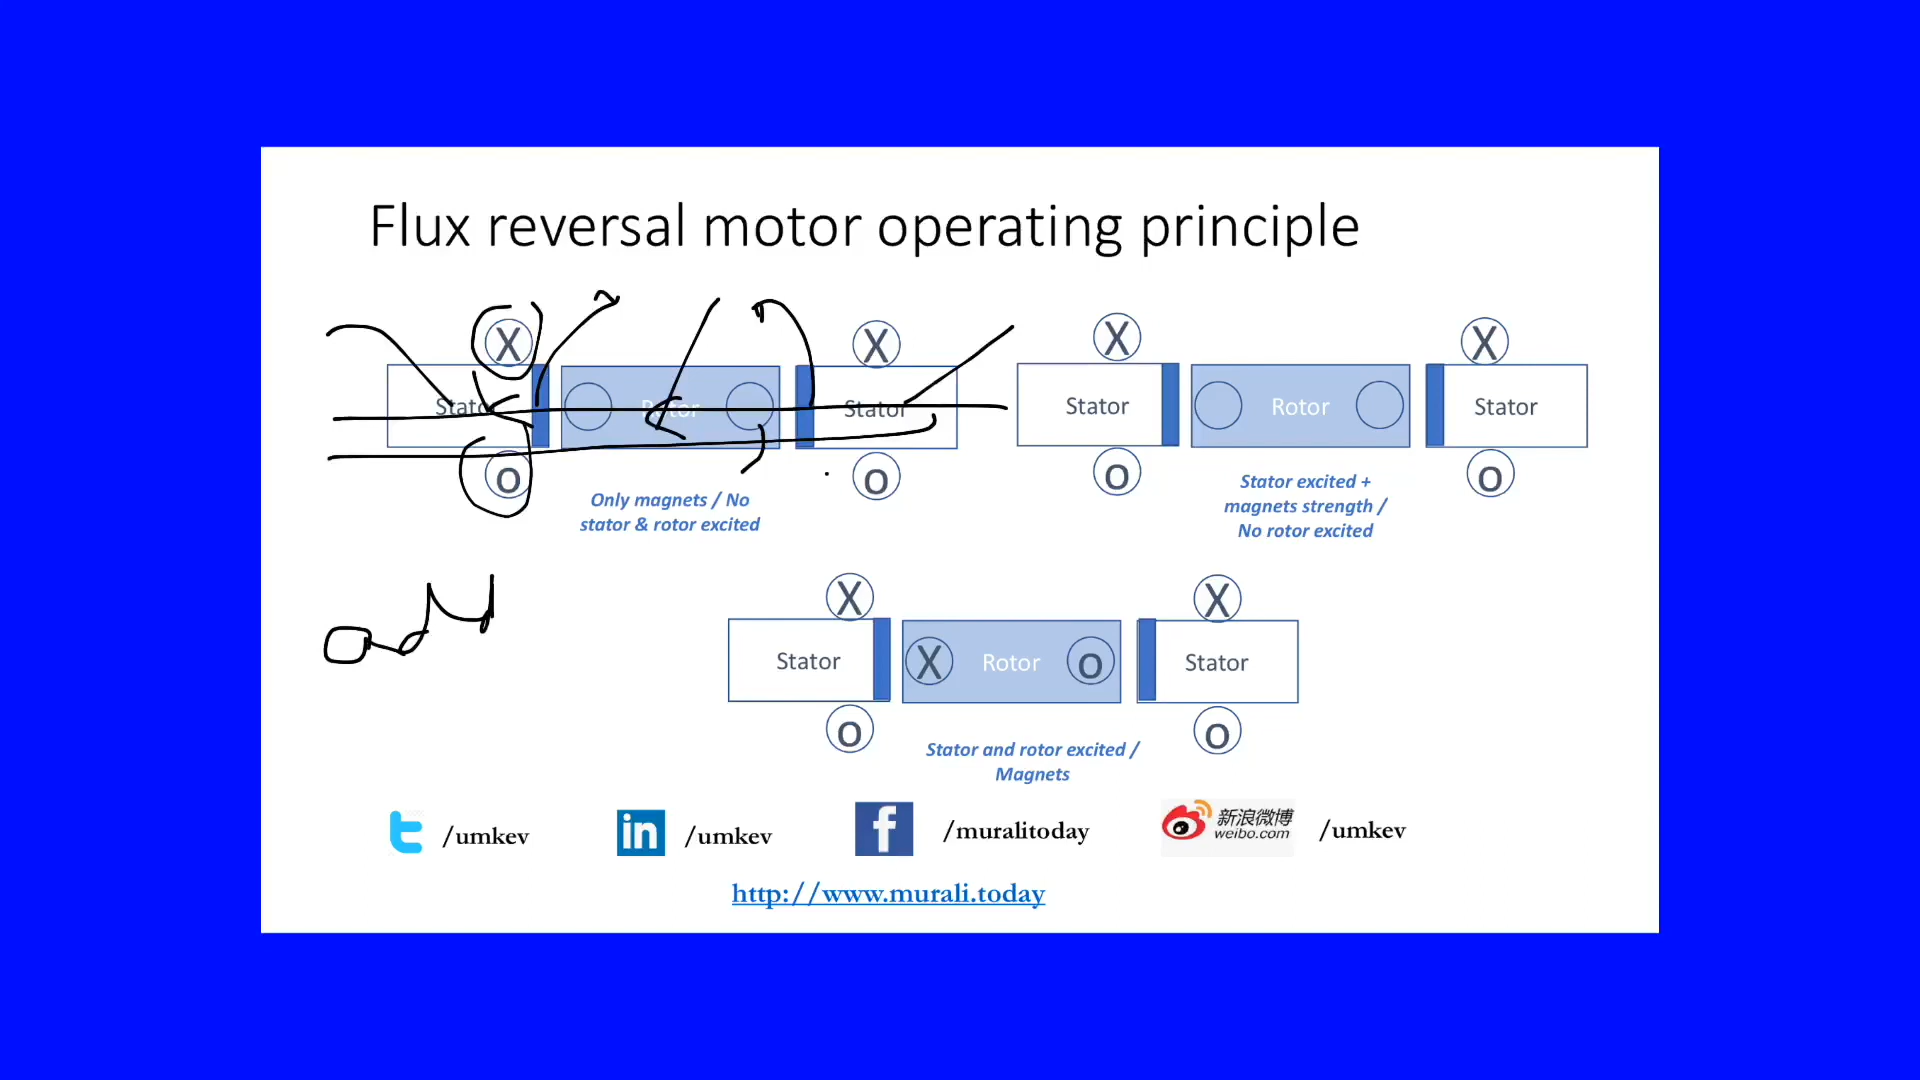 Flux reversal motor operating principle
X X X X
Stator Rotor Stator Stator Rotor Stator
O O O O
Only magnets / No
stator & rotor excited
Stator excited +
magnets strength /
No rotor excited
X X
Stator X Rotor O Stator
O O
Stator and rotor excited /
Magnets
/umkev in /umkev f /muralitoday 新浪微博 weibo.com /umkev
http://www.murali.today